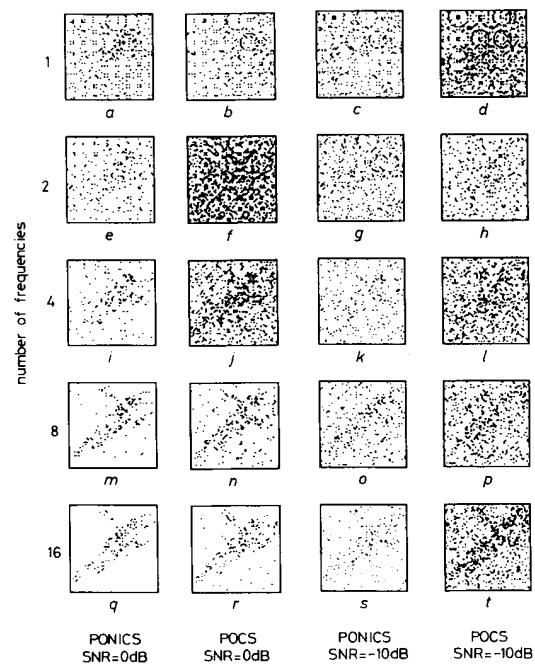 1
a b c d
2
e f g h
4
i j k l
8
m n o p
16
q r s t
number of frequencies
PONICS POCS PONICS POCS
SNR=0dB SNR=0dB SNR=-10dB SNR=-10dB